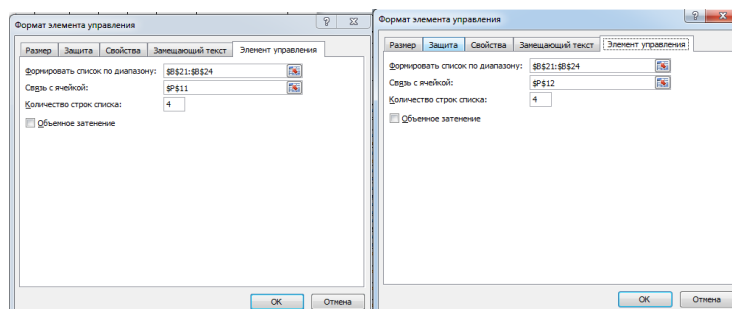 Формат элемента управления
Размер Защита Свойства Замещающий текст Элемент управления
Формировать список по диапазону: $B$21:$B$24
Связь с ячейкой: $P$11
Количество строк списка: 4
Объемное затенение
ОК Отмена
Формат элемента управления
Размер Защита Свойства Замещающий текст Элемент управления
Формировать список по диапазону: $B$21:$B$24
Связь с ячейкой: $P$12
Количество строк списка: 4
Объемное затенение
ОК Отмена